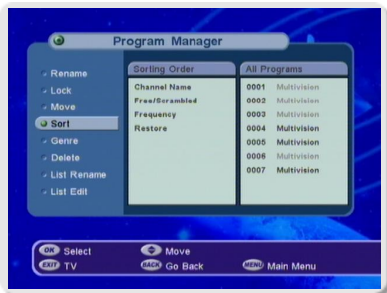 Program Manager
Rename
Lock
Move
Sort
Genre
Delete
List Rename
List Edit
Sorting Order
Channel Name
Free/Scrambled
Frequency
Restore
All Programs
0001 Multivision
0002 Multivision
0003 Multivision
0004 Multivision
0005 Multivision
0006 Multivision
0007 Multivision
OK Select
Move
EXIT TV
BACK Go Back
MENU Main Menu